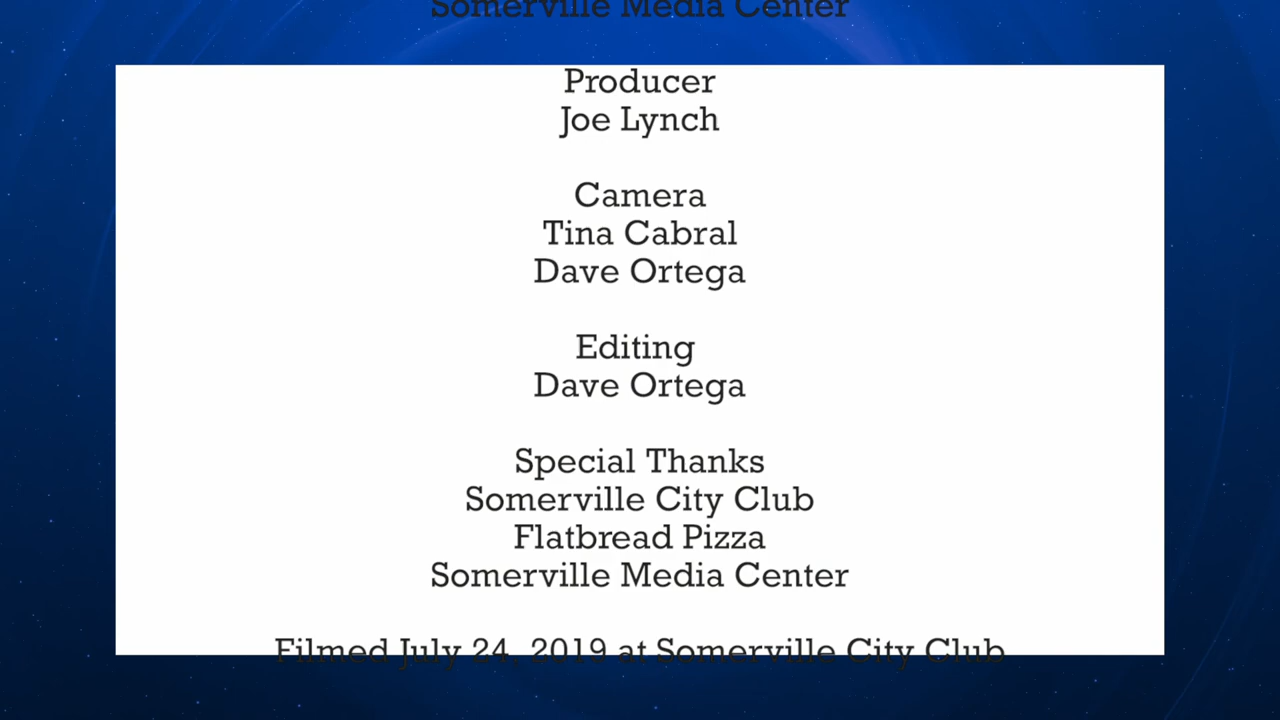 Somerville Media Center
Producer
Joe Lynch
Camera
Tina Cabral
Dave Ortega
Editing
Dave Ortega
Special Thanks
Somerville City Club
Flatbread Pizza
Somerville Media Center
Filmed July 24, 2019 at Somerville City Club